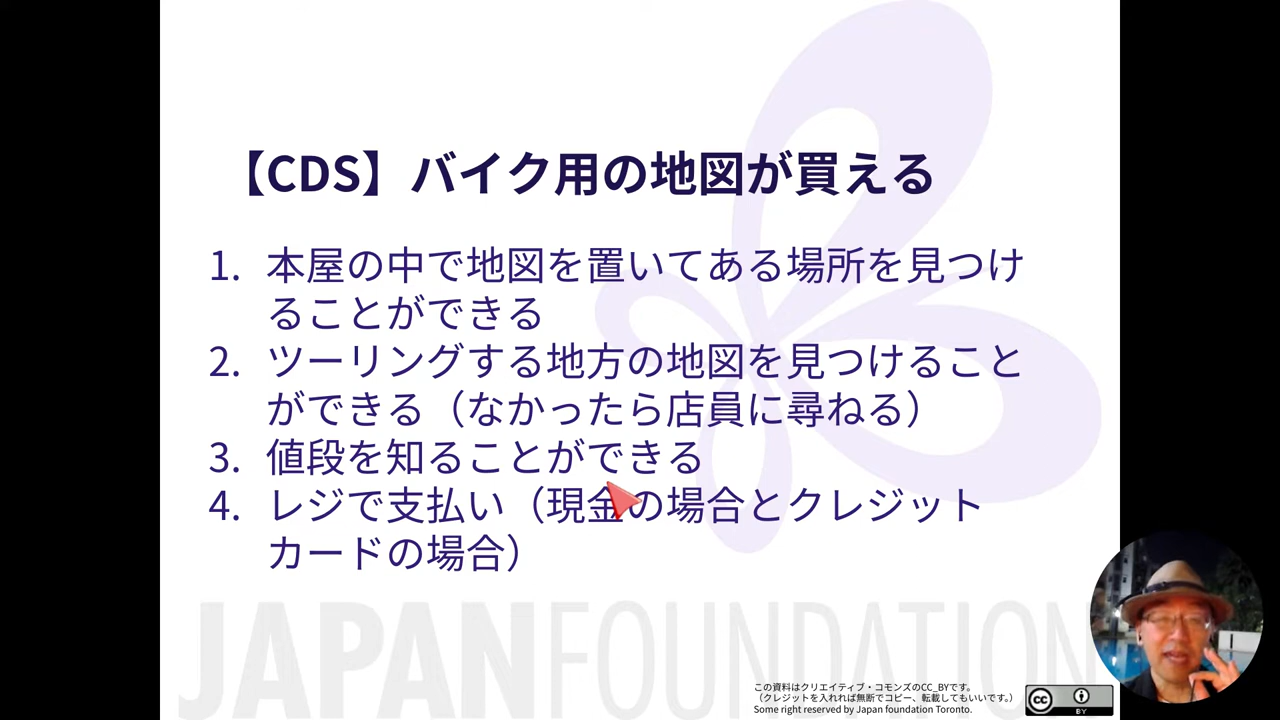 【CDS】バイク用の地図が買える
1. 本屋の中で地図を置いてある場所を見つけ
ることができる
2. ツーリングする地方の地図を見つけること
ができる（なかったら店員に尋ねる）
3. 値段を知ることができる
4. レジで支払い（現金の場合とクレジット
カードの場合）
JAPANFOUNDATION
この資料はクリエイティブ・コモンズのCC_BYです。
（クレジットを入れれば無断でコピー、転載してもいいです。）
Some right reserved by Japan foundation Toronto.
cc BY